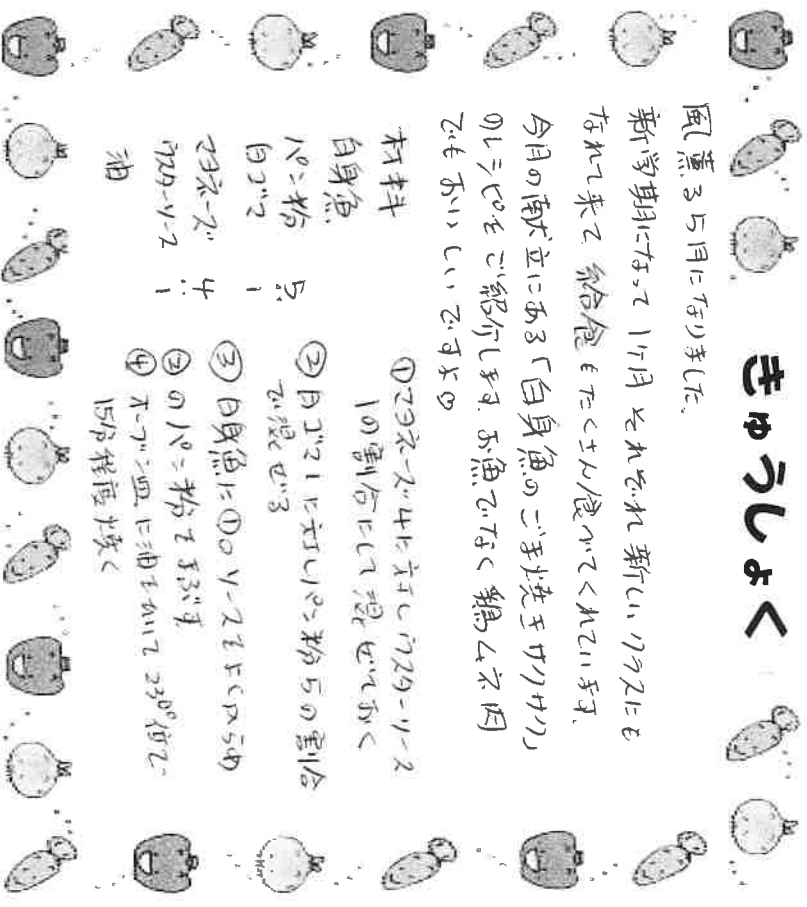 きゅうしょく
風薫る5月になりました。
新学期になって1ヶ月 それぞれ新しいクラスにも
なれて来て 給食もたくさん食べてくれています。
今月の献立にある「白身魚のごま焼きサクサク」
のレシピをご紹介します。お魚でなく鶏ムネ肉
でもおいしいですよ♡
材料
白身魚
パン粉 5:
白ゴマ 1
マヨネーズ 4
ウスターソース :1
油
①マヨネーズ4に対しウスターソース
1の割合にして混ぜておく
②白ゴマ1に対しパン粉5の割合
で混ぜる
③白身魚に①のソースをよくからめ
②のパン粉をまぶす
④オーブン皿に油をひいて230°位で
15分程度焼く